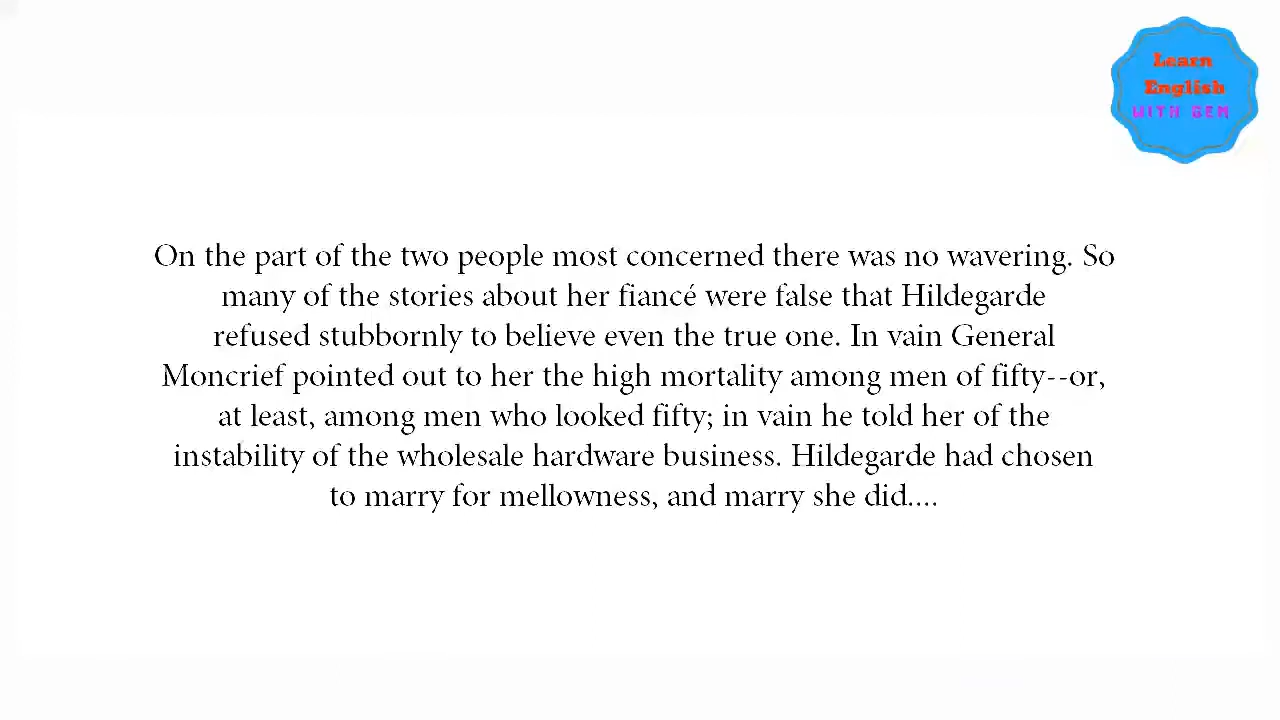 Learn
English
WITH GEM
On the part of the two people most concerned there was no wavering. So
many of the stories about her fiancé were false that Hildegarde
refused stubbornly to believe even the true one. In vain General
Moncrief pointed out to her the high mortality among men of fifty--or,
at least, among men who looked fifty; in vain he told her of the
instability of the wholesale hardware business. Hildegarde had chosen
to marry for mellowness, and marry she did....